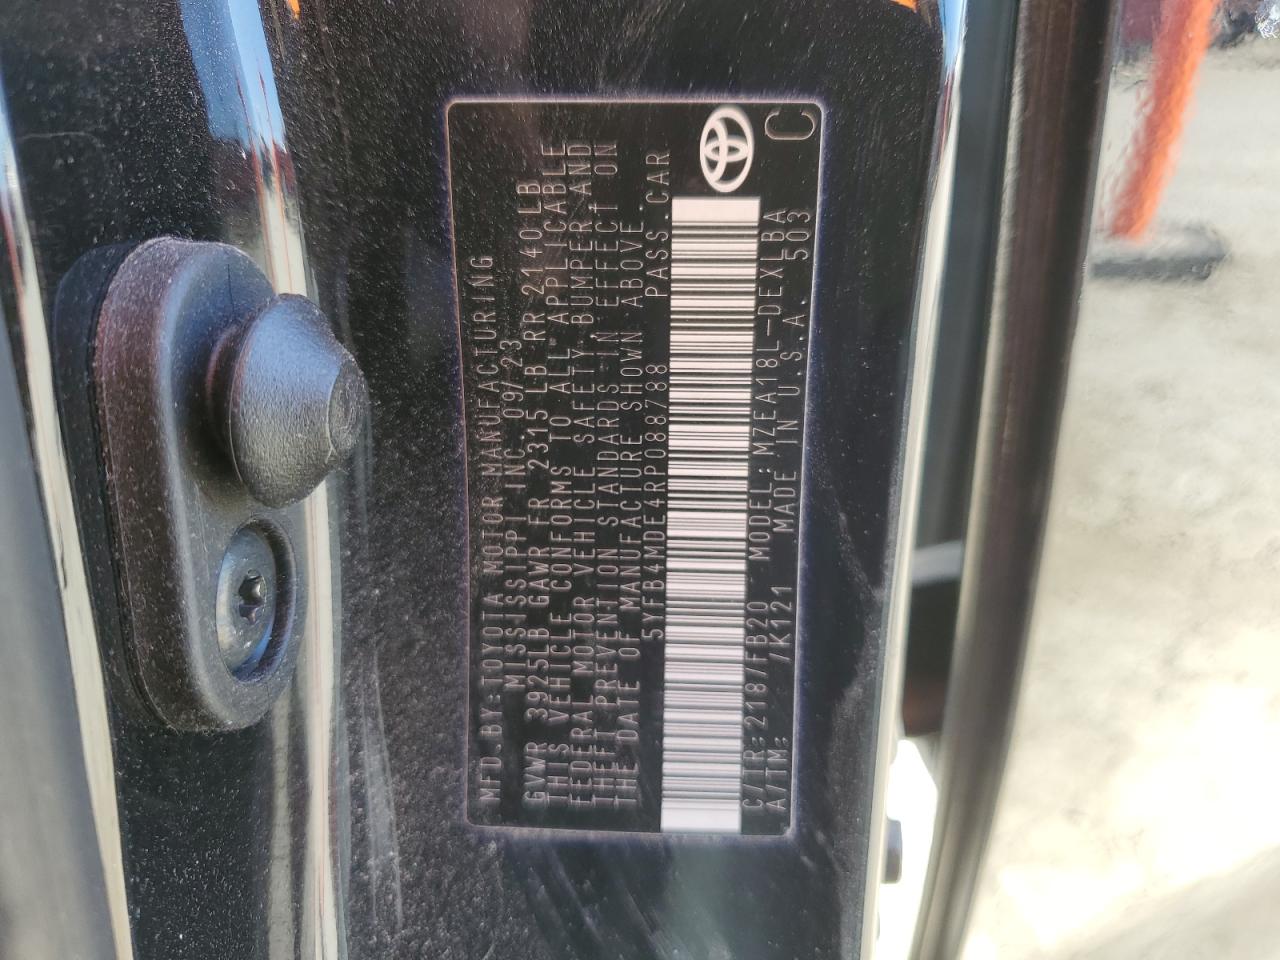 MFD.BY:TOYOTA MOTOR MANUFACTURING
MISSISSIPPI INC. 09/23
GVWR 3925LB GAWR FR 2315 LB RR 2140 LB
THIS VEHICLE CONFORMS TO ALL APPLICABLE
FEDERAL MOTOR VEHICLE SAFETY, BUMPER, AND
THEFT PREVENTION STANDARDS IN EFFECT ON
THE DATE OF MANUFACTURE SHOWN ABOVE.
5YFB4MDE4RP088788 PASS.CAR
C/TR: 218/FB20 MODEL: MZEA18L-DEXLBA
A/TM: /K121 MADE IN U.S.A. 503
C